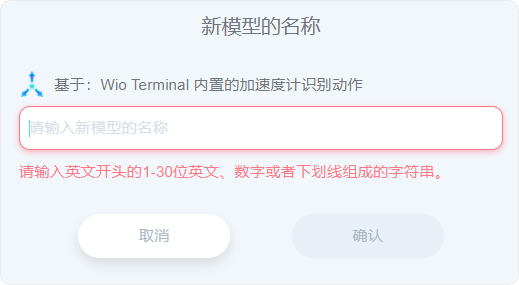 新模型的名称
基于：Wio Terminal 内置的加速度计识别动作
请输入新模型的名称
请输入英文开头的1-30位英文、数字或者下划线组成的字符串。
取消
确认